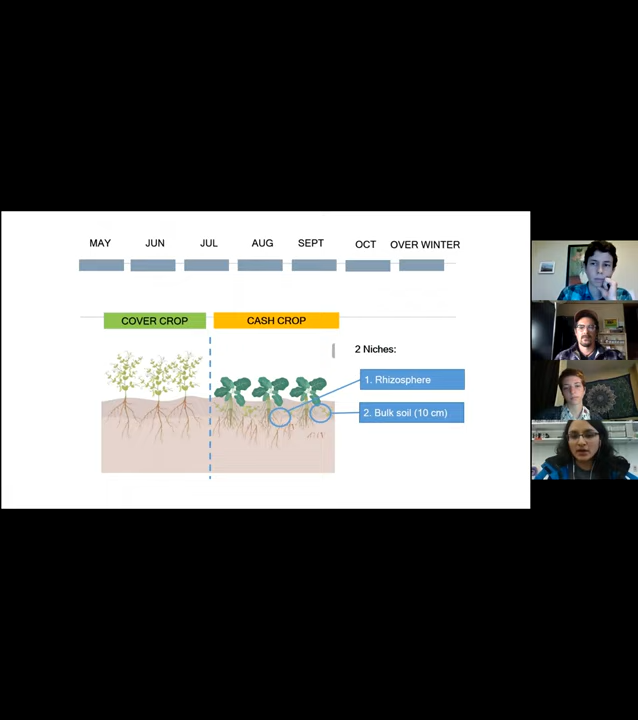 MAY JUN JUL AUG SEPT OCT OVER WINTER
COVER CROP CASH CROP
2 Niches:
1. Rhizosphere
2. Bulk soil (10 cm)